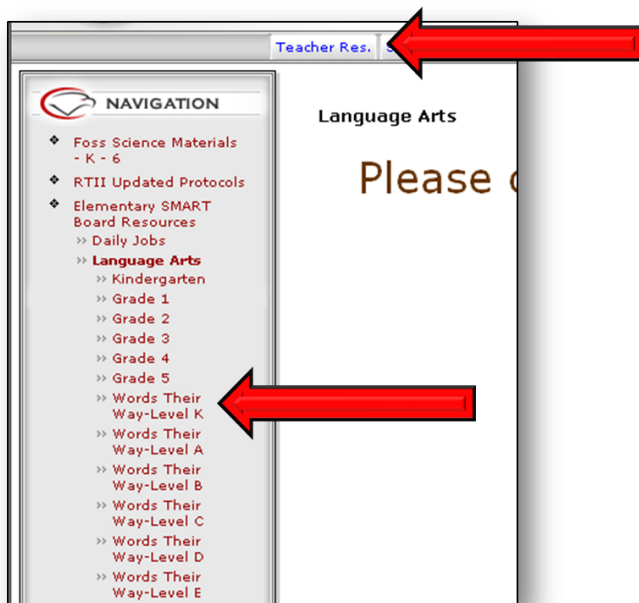 Teacher Res.
NAVIGATION
Language Arts
Please
Foss Science Materials
- K - 6
RTII Updated Protocols
Elementary SMART
Board Resources
Daily Jobs
Language Arts
Kindergarten
Grade 1
Grade 2
Grade 3
Grade 4
Grade 5
Words Their
Way-Level K
Words Their
Way-Level A
Words Their
Way-Level B
Words Their
Way-Level C
Words Their
Way-Level D
Words Their
Way-Level E